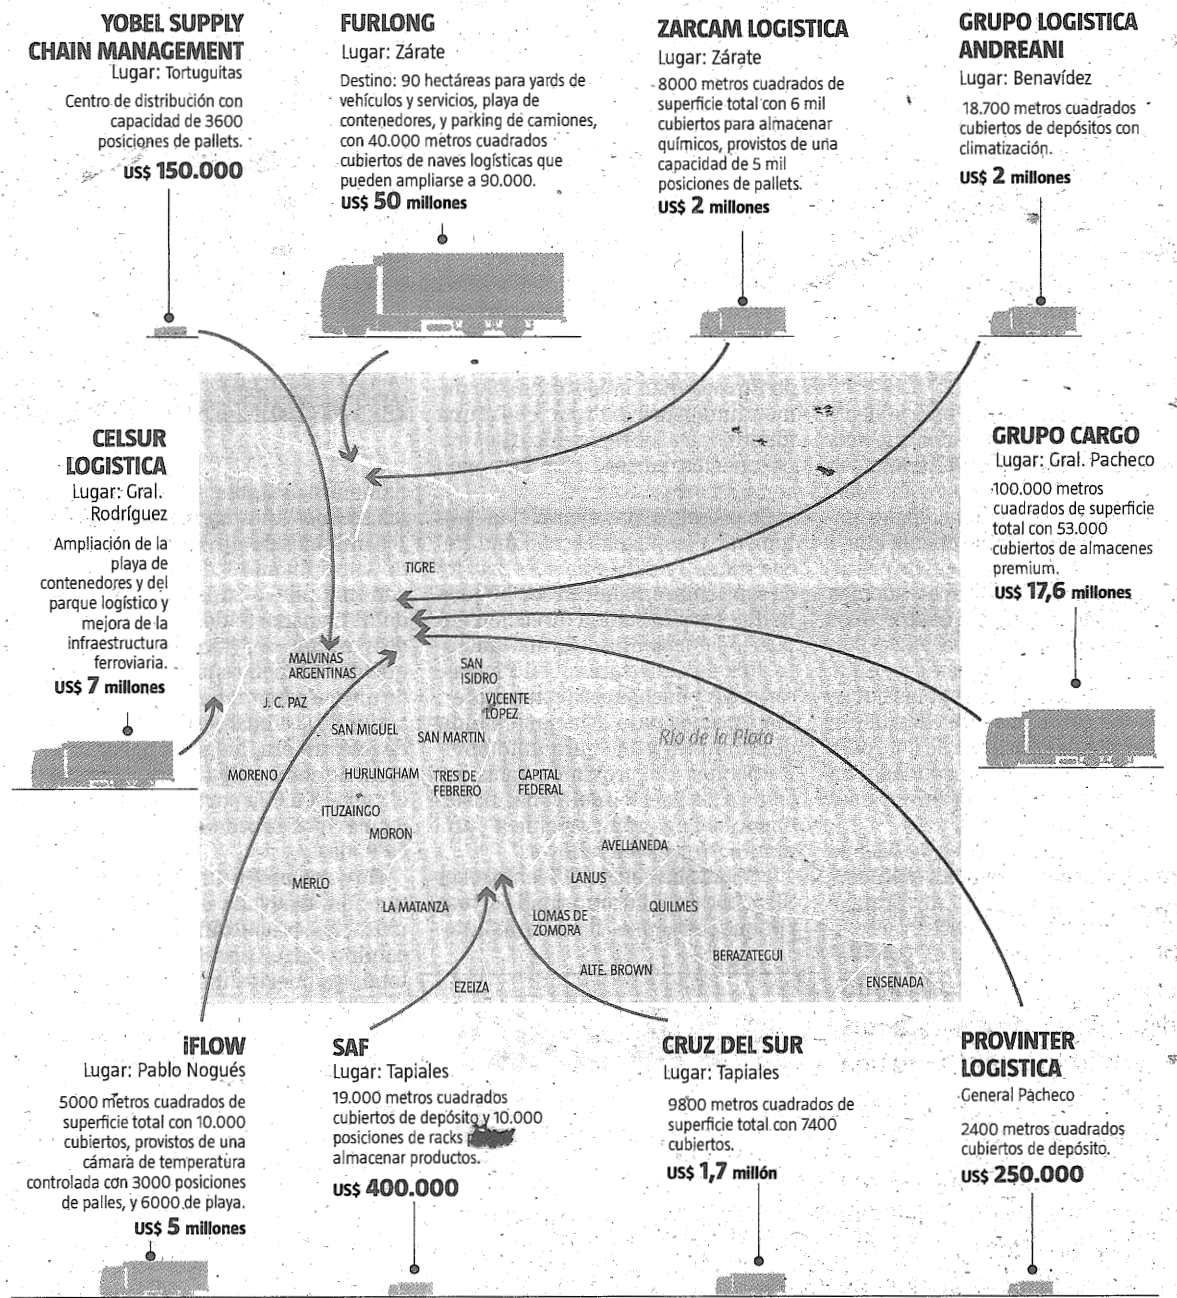 YOBEL SUPPLY
CHAIN MANAGEMENT
Lugar: Tortuguitas
Centro de distribución con
capacidad de 3600
posiciones de pallets.
US$ 150.000
FURLONG
Lugar: Zárate
Destino: 90 hectáreas para yards de
vehículos y servicios, playa de
contenedores, y parking de camiones,
con 40.000 metros cuadrados
cubiertos de naves logísticas que
pueden ampliarse a 90.000.
US$ 50 millones
ZARCAM LOGISTICA
Lugar: Zárate
8000 metros cuadrados de
superficie total con 6 mil
cubiertos para almacenar
químicos, provistos de una
capacidad de 5 mil
posiciones de pallets.
US$ 2 millones
GRUPO LOGISTICA
ANDREANI
Lugar: Benavídez
18.700 metros cuadrados
cubiertos de depósitos con
climatización.
US$ 2 millones
CELSUR
LOGISTICA
Lugar: Gral.
Rodríguez
Ampliación de la
playa de
contenedores y del
parque logístico y
mejora de la
infraestructura
ferroviaria.
US$ 7 millones
GRUPO CARGO
Lugar: Gral. Pacheco
100.000 metros
cuadrados de superficie
total con 53.000
cubiertos de almacenes
premium.
US$ 17,6 millones
TIGRE
MALVINAS
ARGENTINAS
SAN
ISIDRO
J. C. PAZ
VICENTE
LÓPEZ
SAN MIGUEL
SAN MARTIN
Río de la Plata
MORENO
HURLINGHAM
TRES DE
FEBRERO
CAPITAL
FEDERAL
ITUZAINGO
MORON
AVELLANEDA
MERLO
LANUS
LA MATANZA
QUILMES
LOMAS DE
ZOMORA
BERAZATEGUI
ALTE. BROWN
EZEIZA
ENSENADA
iFLOW
Lugar: Pablo Nogués
5000 metros cuadrados de
superficie total con 10.000
cubiertos, provistos de una
cámara de temperatura
controlada con 3000 posiciones
de palles, y 6000 de playa.
US$ 5 millones
SAF
Lugar: Tapiales
19.000 metros cuadrados
cubiertos de depósito y 10.000
posiciones de racks
almacenar productos.
US$ 400.000
CRUZ DEL SUR
Lugar: Tapiales
9800 metros cuadrados de
superficie total con 7400
cubiertos.
US$ 1,7 millón
PROVINTER
LOGISTICA
General Pacheco
2400 metros cuadrados
cubiertos de depósito.
US$ 250.000